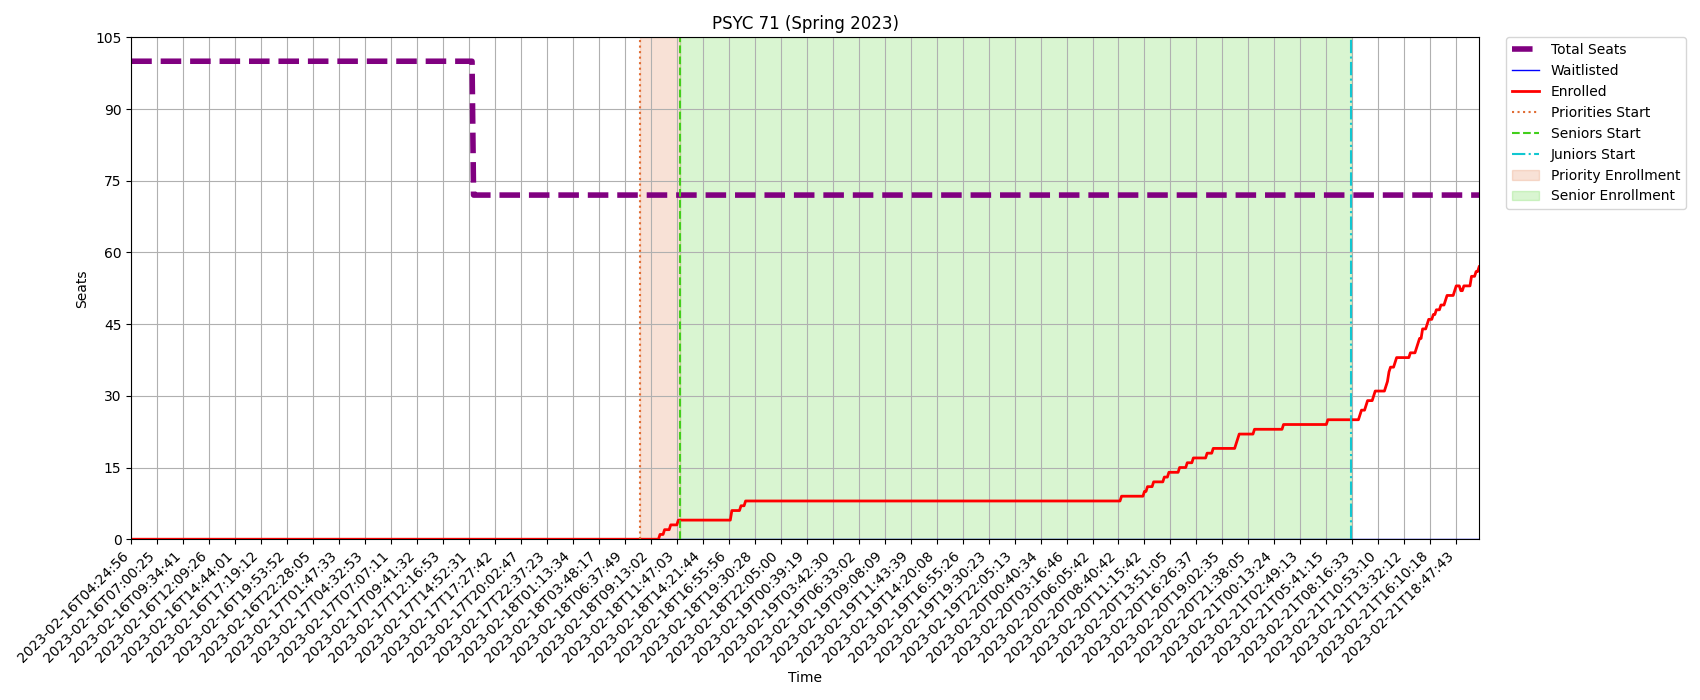 PSYC 71 (Spring 2023)
105
90
75
60
45
30
15
0
Seats
2023-02-16T04:24:56
2023-02-16T07:00:25
2023-02-16T09:34:41
2023-02-16T12:09:26
2023-02-16T14:44:01
2023-02-16T17:19:12
2023-02-16T19:53:52
2023-02-16T22:28:05
2023-02-17T01:47:33
2023-02-17T04:32:53
2023-02-17T07:07:11
2023-02-17T09:41:32
2023-02-17T12:16:53
2023-02-17T14:52:31
2023-02-17T17:27:42
2023-02-17T20:02:47
2023-02-17T22:37:23
2023-02-18T01:13:34
2023-02-18T03:48:17
2023-02-18T06:37:49
2023-02-18T09:13:02
2023-02-18T11:47:03
2023-02-18T14:21:44
2023-02-18T16:55:56
2023-02-18T19:30:28
2023-02-18T22:05:00
2023-02-19T00:39:19
2023-02-19T03:42:30
2023-02-19T06:33:02
2023-02-19T09:08:09
2023-02-19T11:43:39
2023-02-19T14:20:08
2023-02-19T16:55:26
2023-02-19T19:30:23
2023-02-19T22:05:13
2023-02-20T00:40:34
2023-02-20T03:16:46
2023-02-20T06:05:42
2023-02-20T08:40:42
2023-02-20T11:15:42
2023-02-20T13:51:05
2023-02-20T16:26:37
2023-02-20T19:02:35
2023-02-20T21:38:05
2023-02-21T00:13:24
2023-02-21T02:49:13
2023-02-21T05:41:15
2023-02-21T08:16:33
2023-02-21T10:53:10
2023-02-21T13:32:12
2023-02-21T16:10:18
2023-02-21T18:47:43
Time
Total Seats
Waitlisted
Enrolled
Priorities Start
Seniors Start
Juniors Start
Priority Enrollment
Senior Enrollment